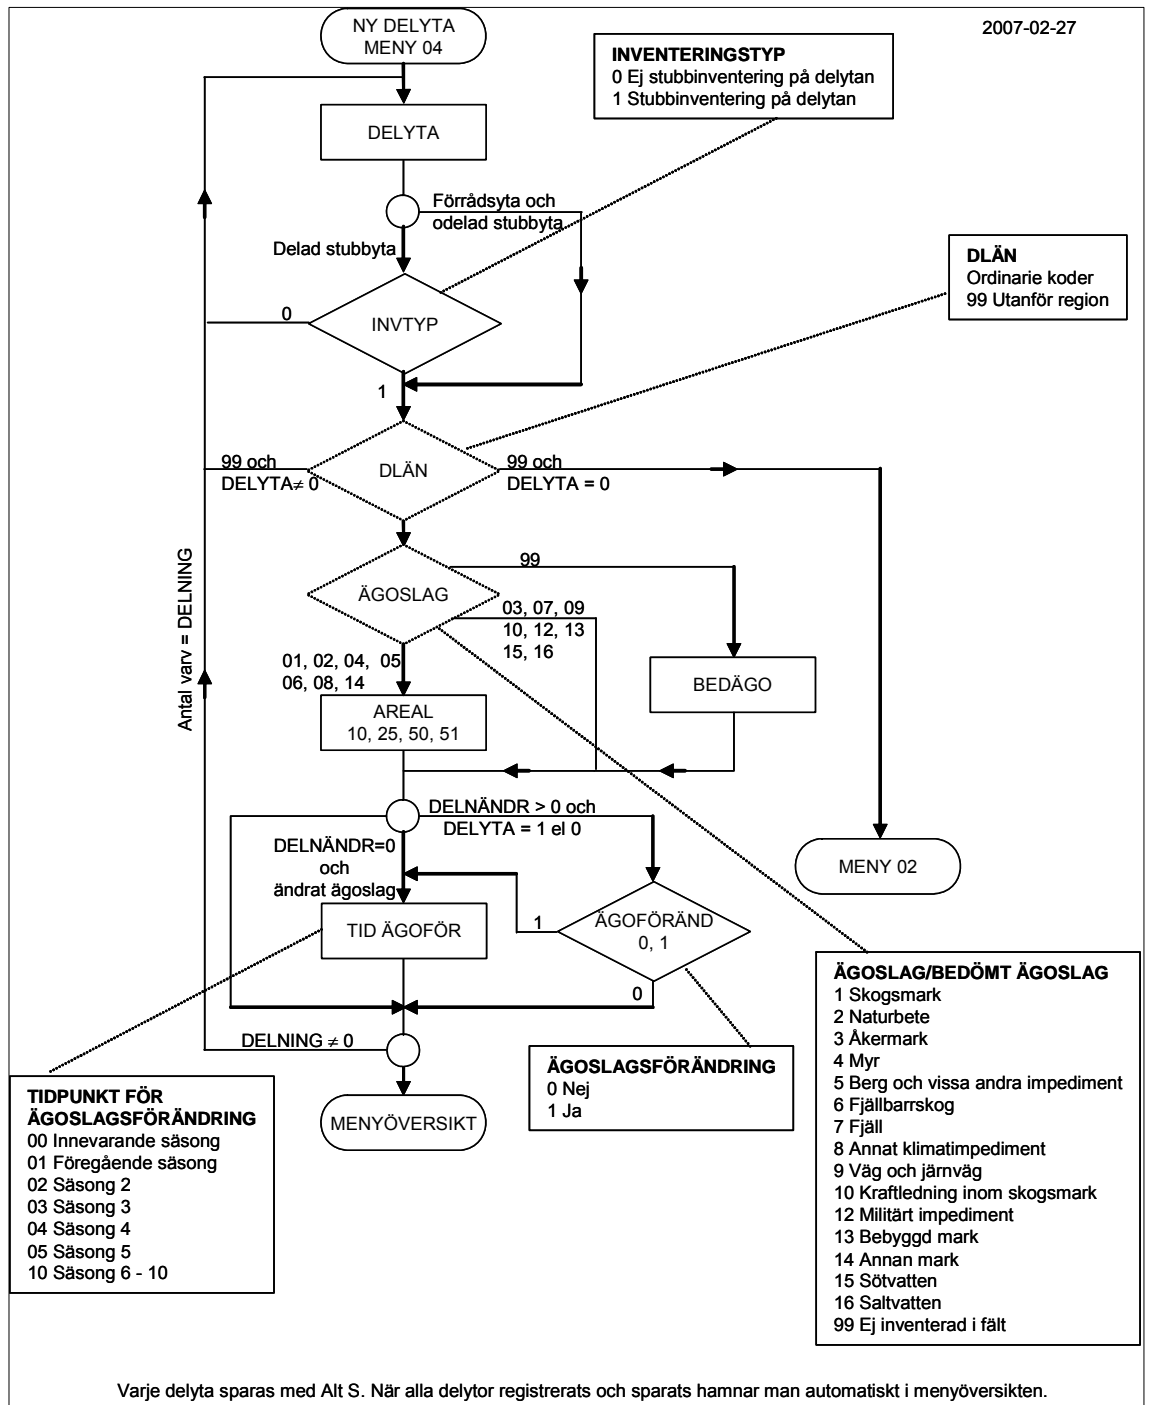 NY DELYTA
MENY 04
2007-02-27
INVENTERINGSTYP
0 Ej stubbinventering på delytan
1 Stubbinventering på delytan
DELYTA
Förrådsyta och
odelad stubbyta
Delad stubbyta
DLÄN
Ordinarie koder
99 Utanför region
0
INVTYP
1
99 och
DELYTA≠ 0
DLÄN
99 och
DELYTA = 0
Antal varv = DELNING
99
ÄGOSLAG
03, 07, 09
10, 12, 13
15, 16
01, 02, 04, 05
06, 08, 14
BEDÄGO
AREAL
10, 25, 50, 51
DELNÄNDR > 0 och
DELYTA = 1 el 0
DELNÄNDR=0
och
ändrat ägoslag
MENY 02
TID ÄGOFÖR
1
ÄGOFÖRÄND
0, 1
0
DELNING ≠ 0
MENYÖVERSIKT
ÄGOSLAGSFÖRÄNDRING
0 Nej
1 Ja
TIDPUNKT FÖR
ÄGOSLAGSFÖRÄNDRING
00 Innevarande säsong
01 Föregående säsong
02 Säsong 2
03 Säsong 3
04 Säsong 4
05 Säsong 5
10 Säsong 6 - 10
ÄGOSLAG/BEDÖMT ÄGOSLAG
1 Skogsmark
2 Naturbete
3 Åkermark
4 Myr
5 Berg och vissa andra impediment
6 Fjällbarrskog
7 Fjäll
8 Annat klimatimpediment
9 Väg och järnväg
10 Kraftledning inom skogsmark
12 Militärt impediment
13 Bebyggd mark
14 Annan mark
15 Sötvatten
16 Saltvatten
99 Ej inventerad i fält
Varje delyta sparas med Alt S. När alla delytor registrerats och sparats hamnar man automatiskt i menyöversikten.